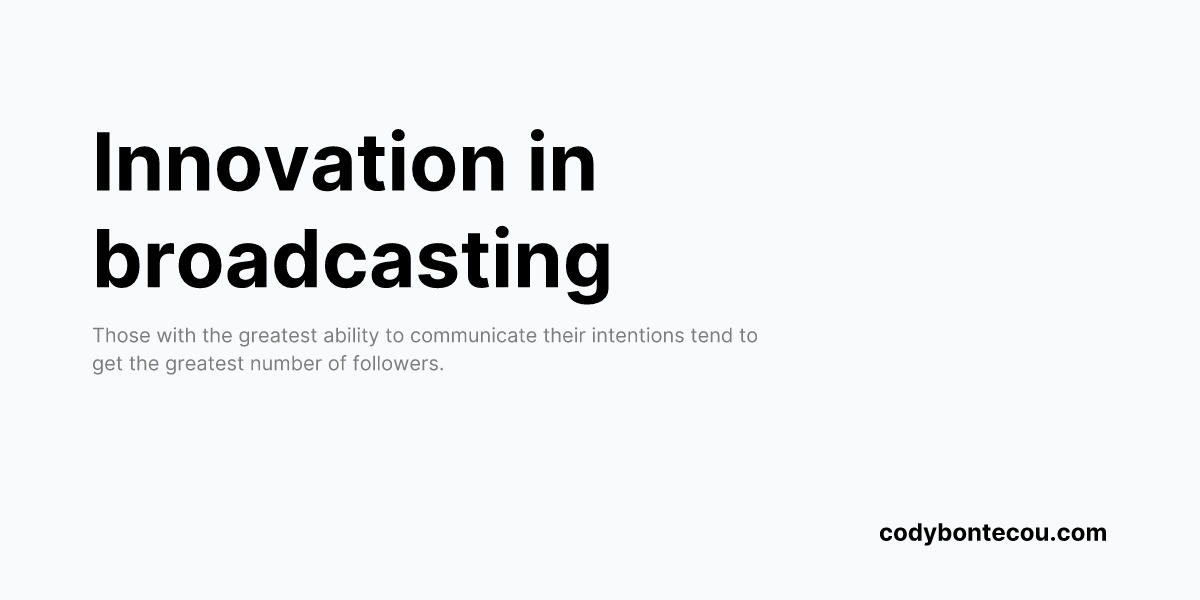 Innovation in
broadcasting
Those with the greatest ability to communicate their intentions tend to
get the greatest number of followers.
codybontecou.com